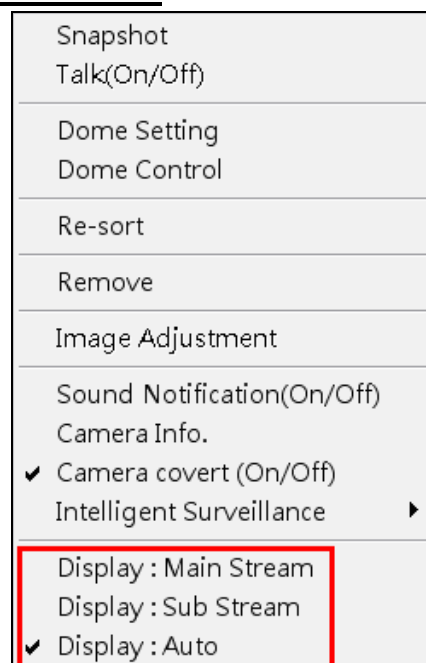 Snapshot
Talk(On/Off)
Dome Setting
Dome Control
Re-sort
Remove
Image Adjustment
Sound Notification(On/Off)
Camera Info.
Camera covert (On/Off)
Intelligent Surveillance
Display : Main Stream
Display : Sub Stream
Display : Auto